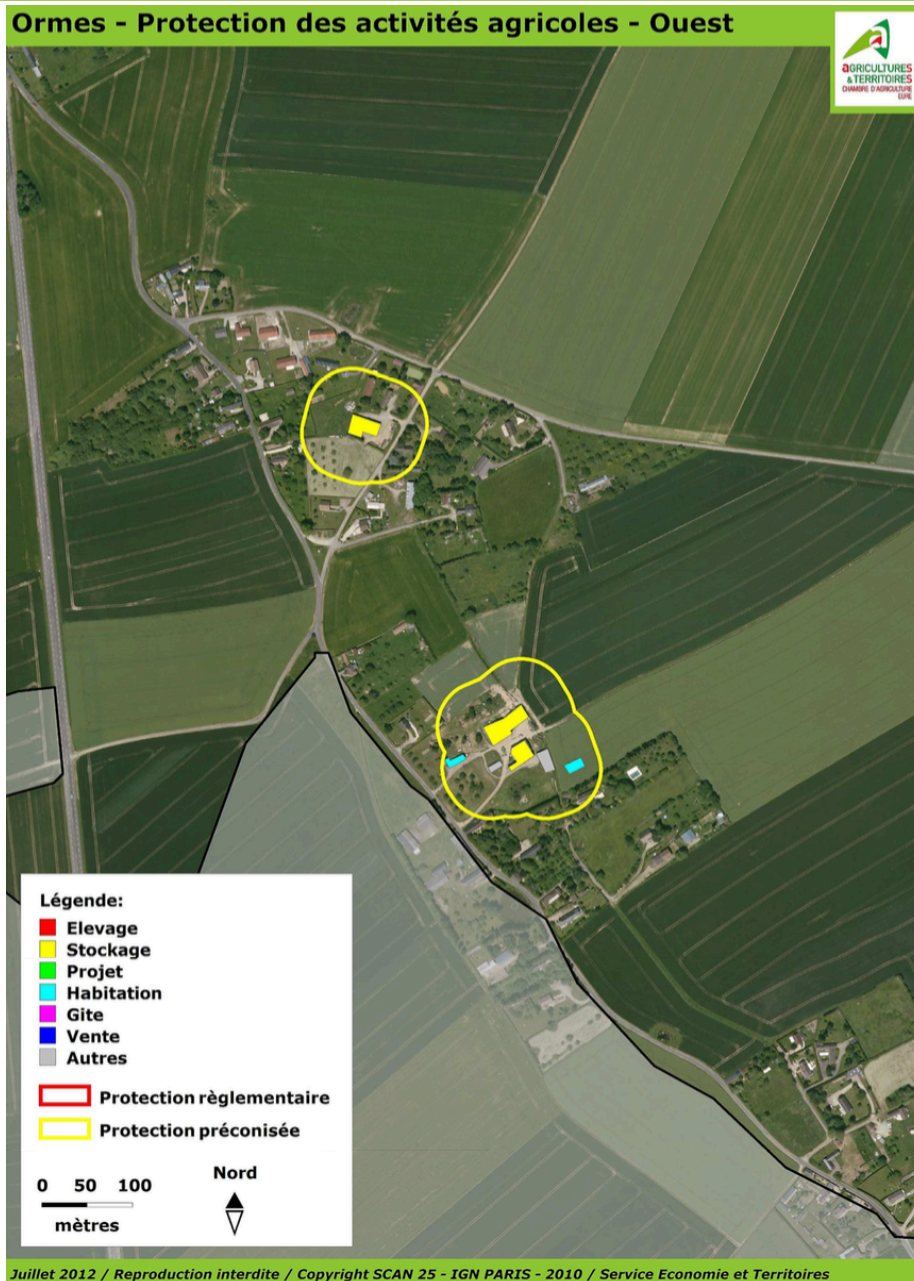 Ormes - Protection des activités agricoles - Ouest
aGRICULTURES
& TERRITOIRES
CHAMBRE D'AGRICULTURE
EURE
Légende:
Elevage
Stockage
Projet
Habitation
Gite
Vente
Autres
Protection règlementaire
Protection préconisée
Nord
0 50 100
mètres
Juillet 2012 / Reproduction interdite / Copyright SCAN 25 - IGN PARIS - 2010 / Service Economie et Territoires